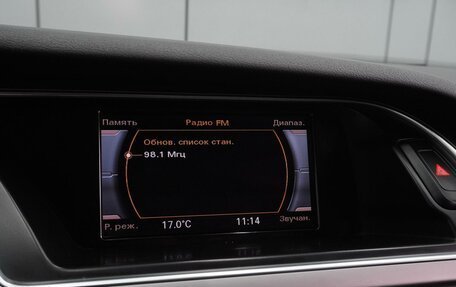 Память Радио FM Диапаз.
Обнов. список стан.
98.1 Мгц
Р. реж. 17.0°C 11:14 Звучан.